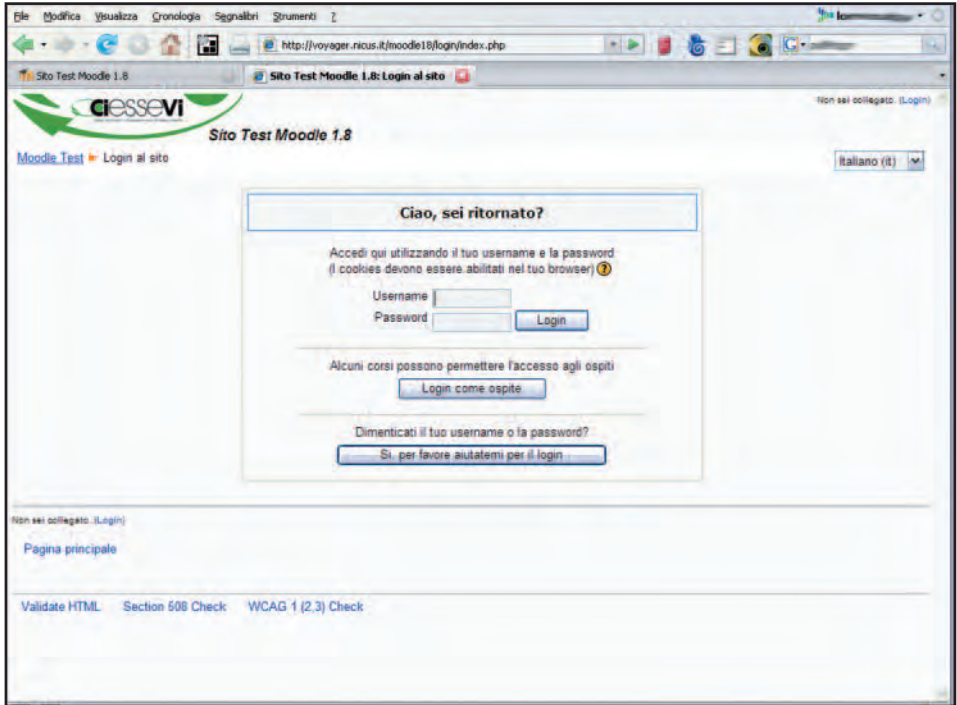 File Modifica Visualizza Cronologia Segnalibri Strumenti ?
http://voyager.nicus.it/moodle18/login/index.php
Sito Test Moodle 1.8
Sito Test Moodle 1.8: Login al sito
ciessevi
Non sei collegato. (Login)
Sito Test Moodle 1.8
Moodle Test Login al sito
Italiano (it)
Ciao, sei ritornato?
Accedi qui utilizzando il tuo username e la password
(I cookies devono essere abilitati nel tuo browser) ?
Username
Password Login
Alcuni corsi possono permettere l'accesso agli ospiti
Login come ospite
Dimenticati il tuo username o la password?
Si, per favore aiutatemi per il login
Non sei collegato. (Login)
Pagina principale
Validate HTML Section 508 Check WCAG 1 (2,3) Check